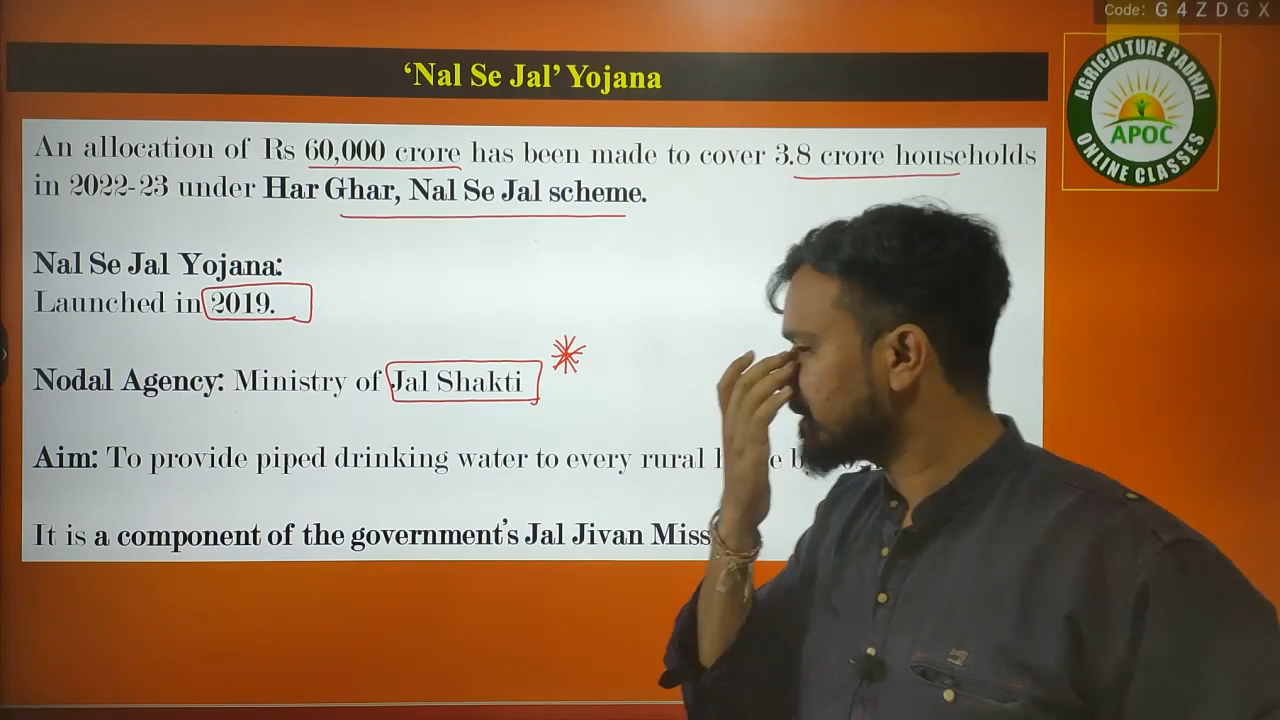 Code: G 4 Z D G X
'Nal Se Jal' Yojana
AGRICULTURE PADHAI
APOC
ONLINE CLASSES
An allocation of Rs 60,000 crore has been made to cover 3.8 crore households
in 2022-23 under Har Ghar, Nal Se Jal scheme.
Nal Se Jal Yojana:
Launched in 2019.
Nodal Agency: Ministry of Jal Shakti
Aim: To provide piped drinking water to every rural
It is a component of the government's Jal Jivan